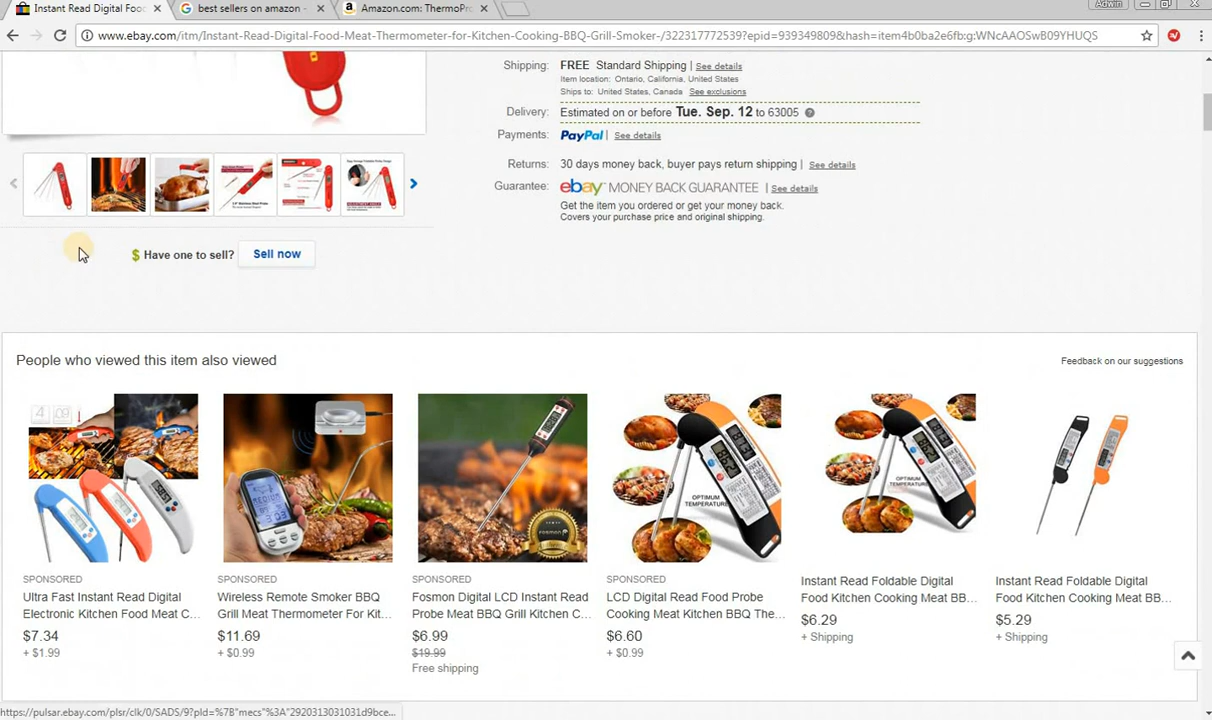 Instant Read Digital Food
best sellers on amazon -
Amazon.com: ThermoPro
Admin
www.ebay.com/itm/Instant-Read-Digital-Food-Meat-Thermometer-for-Kitchen-Cooking-BBQ-Grill-Smoker-/322317772539?epid=939349809&hash=item4b0ba2e6fb:g:WNcAAOSwB09YHUQS
Shipping: FREE Standard Shipping | See details
Item location: Ontario, California, United States
Ships to: United States, Canada See exclusions
Delivery: Estimated on or before Tue. Sep. 12 to 63005
Payments: PayPal | See details
Returns: 30 days money back, buyer pays return shipping | See details
Guarantee: ebay MONEY BACK GUARANTEE | See details
Get the item you ordered or get your money back.
Covers your purchase price and original shipping.
$ Have one to sell? Sell now
People who viewed this item also viewed
Feedback on our suggestions
OPTIMUM
TEMPERATURE
OPTIMUM
TEMPERATURE
FOSMON
SPONSORED
Ultra Fast Instant Read Digital
Electronic Kitchen Food Meat C...
$7.34
+ $1.99
SPONSORED
Wireless Remote Smoker BBQ
Grill Meat Thermometer For Kit...
$11.69
+ $0.99
SPONSORED
Fosmon Digital LCD Instant Read
Probe Meat BBQ Grill Kitchen C...
$6.99
$19.99
Free shipping
SPONSORED
LCD Digital Read Food Probe
Cooking Meat Kitchen BBQ The...
$6.60
+ $0.99
Instant Read Foldable Digital
Food Kitchen Cooking Meat BB...
$6.29
+ Shipping
Instant Read Foldable Digital
Food Kitchen Cooking Meat BB...
$5.29
+ Shipping
https://pulsar.ebay.com/plsr/clk/0/SADS/9?pld=%7B"mecs"%3A"2920313031031d9bce...